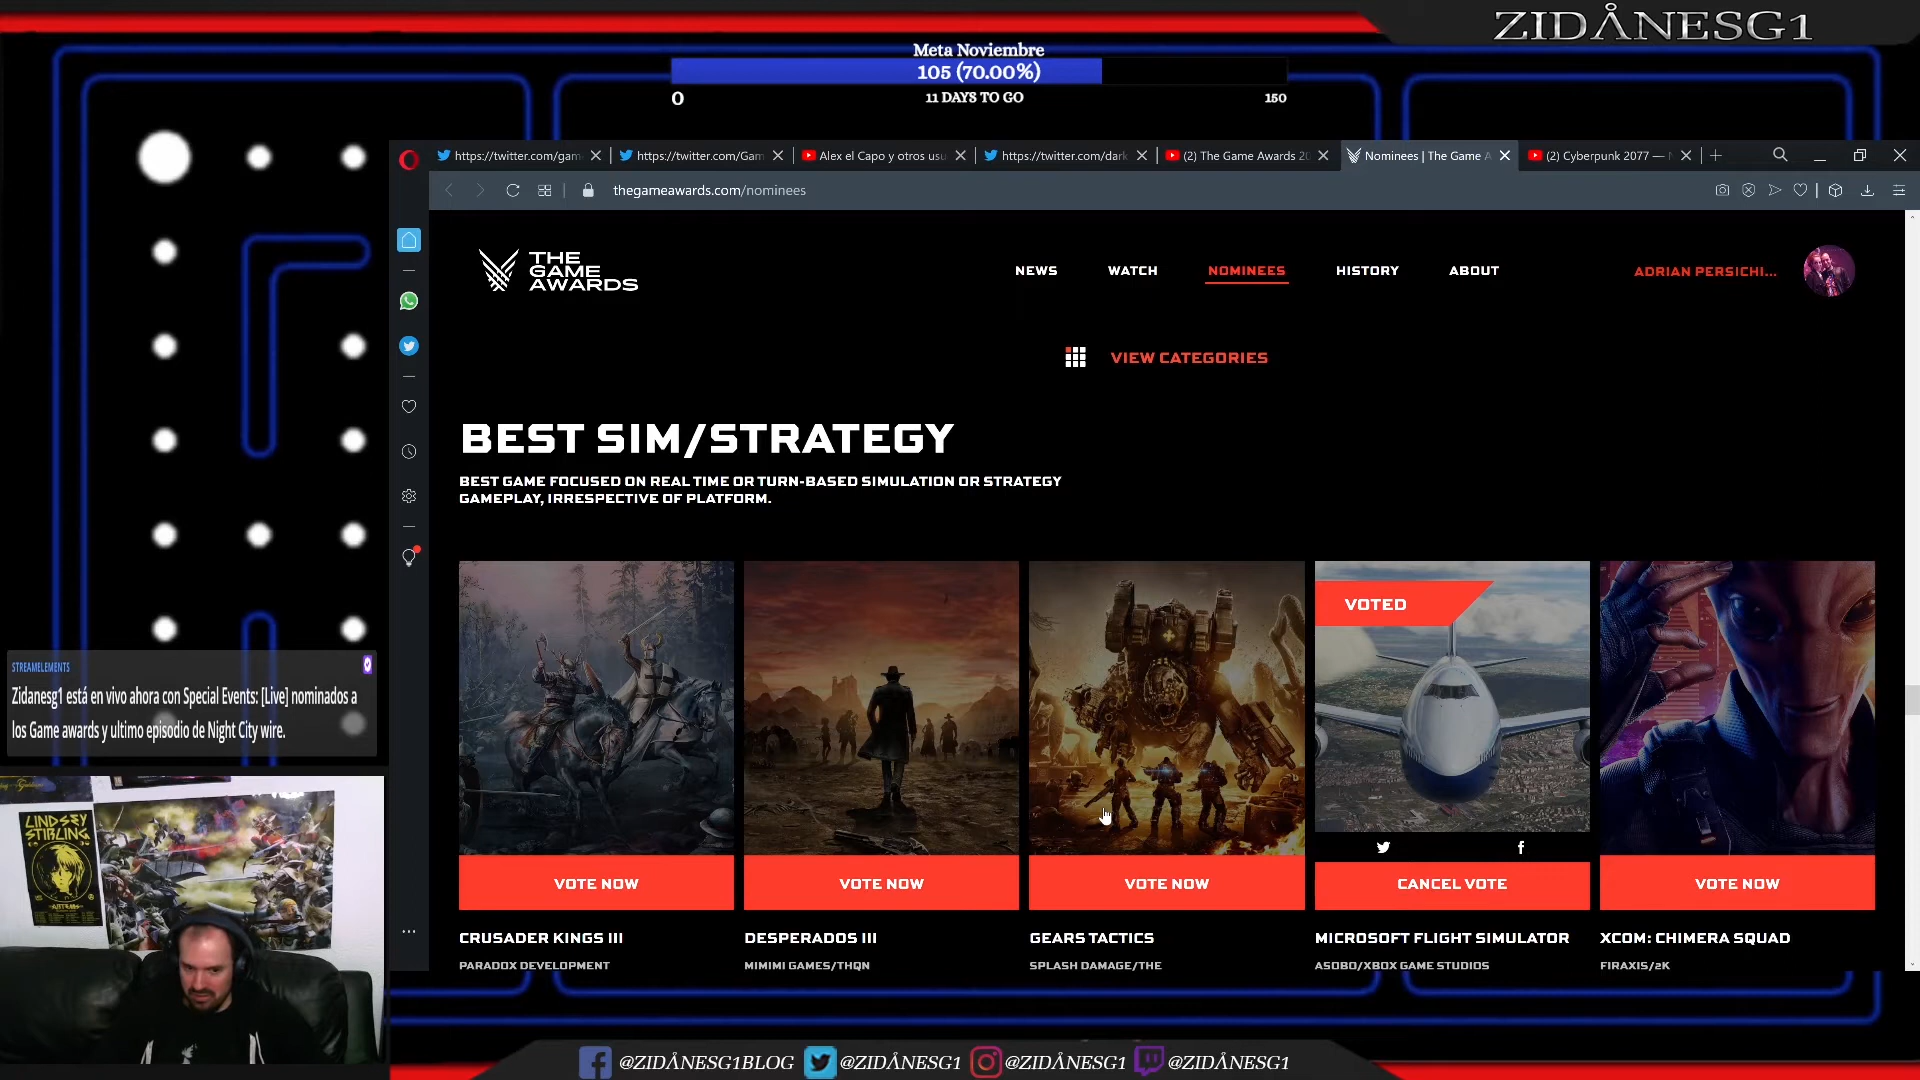 ZIDÅNESG1
Meta Noviembre
105 (70.00%)
0
11 DAYS TO GO
150
https://twitter.com/gam
https://twitter.com/Gam
Alex el Capo y otros usu
https://twitter.com/dark
(2) The Game Awards 20
Nominees | The Game A
(2) Cyberpunk 2077 —
thegameawards.com/nominees
THE
GAME
AWARDS
NEWS
WATCH
NOMINEES
HISTORY
ABOUT
ADRIAN PERSICHI...
VIEW CATEGORIES
BEST SIM/STRATEGY
BEST GAME FOCUSED ON REAL TIME OR TURN-BASED SIMULATION OR STRATEGY
GAMEPLAY, IRRESPECTIVE OF PLATFORM.
VOTED
VOTE NOW
VOTE NOW
VOTE NOW
CANCEL VOTE
VOTE NOW
CRUSADER KINGS III
DESPERADOS III
GEARS TACTICS
MICROSOFT FLIGHT SIMULATOR
XCOM: CHIMERA SQUAD
PARADOX DEVELOPMENT
MIMIMI GAMES/THQN
SPLASH DAMAGE/THE
ASOBO/XBOX GAME STUDIOS
FIRAXIS/2K
STREAMELEMENTS
Zidanesg1 está en vivo ahora con Special Events: [Live] nominados a
los Game awards y ultimo episodio de Night City wire.
LINDSEY
STIRLING
@ZIDÅNESG1BLOG
@ZIDÅNESG1
@ZIDÅNESG1
@ZIDÅNESG1